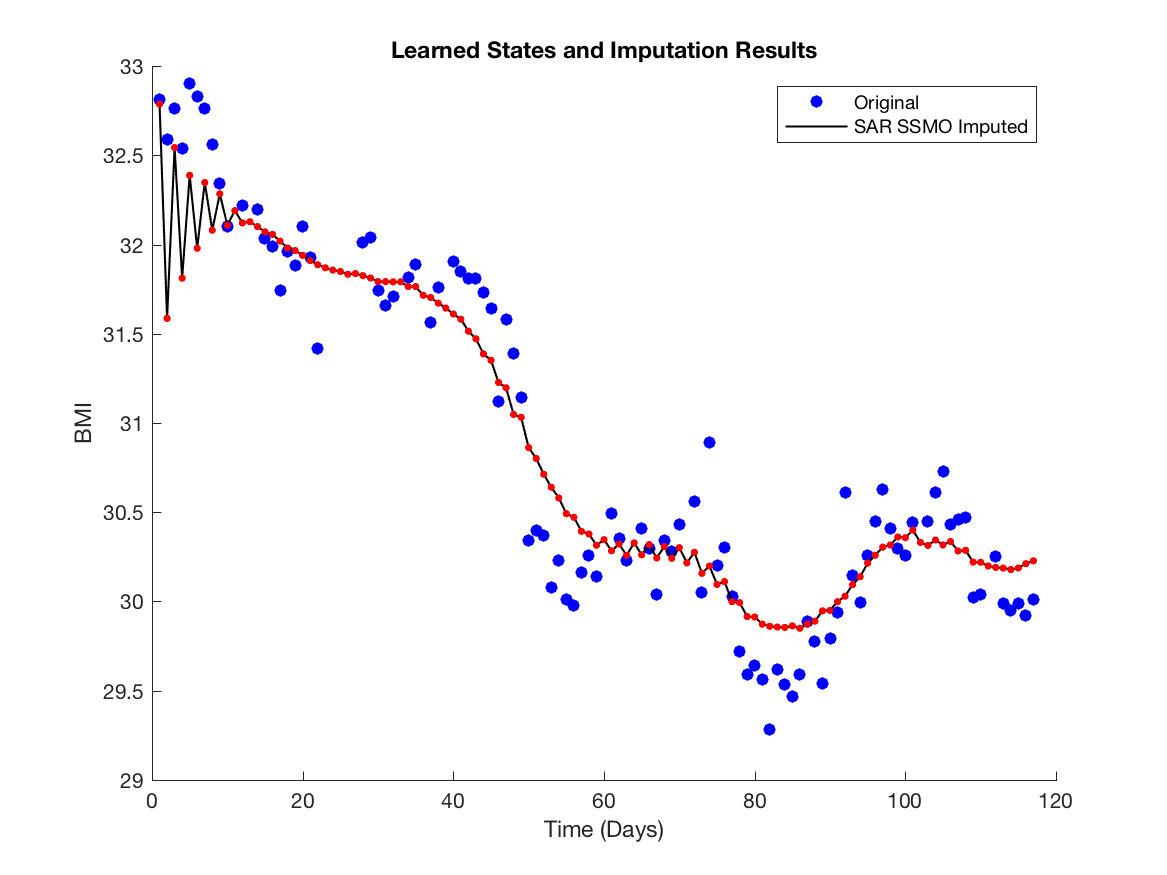 Learned States and Imputation Results
Original
SAR SSMO Imputed
33
32.5
32
31.5
31
30.5
30
29.5
29
BMI
0 20 40 60 80 100 120
Time (Days)